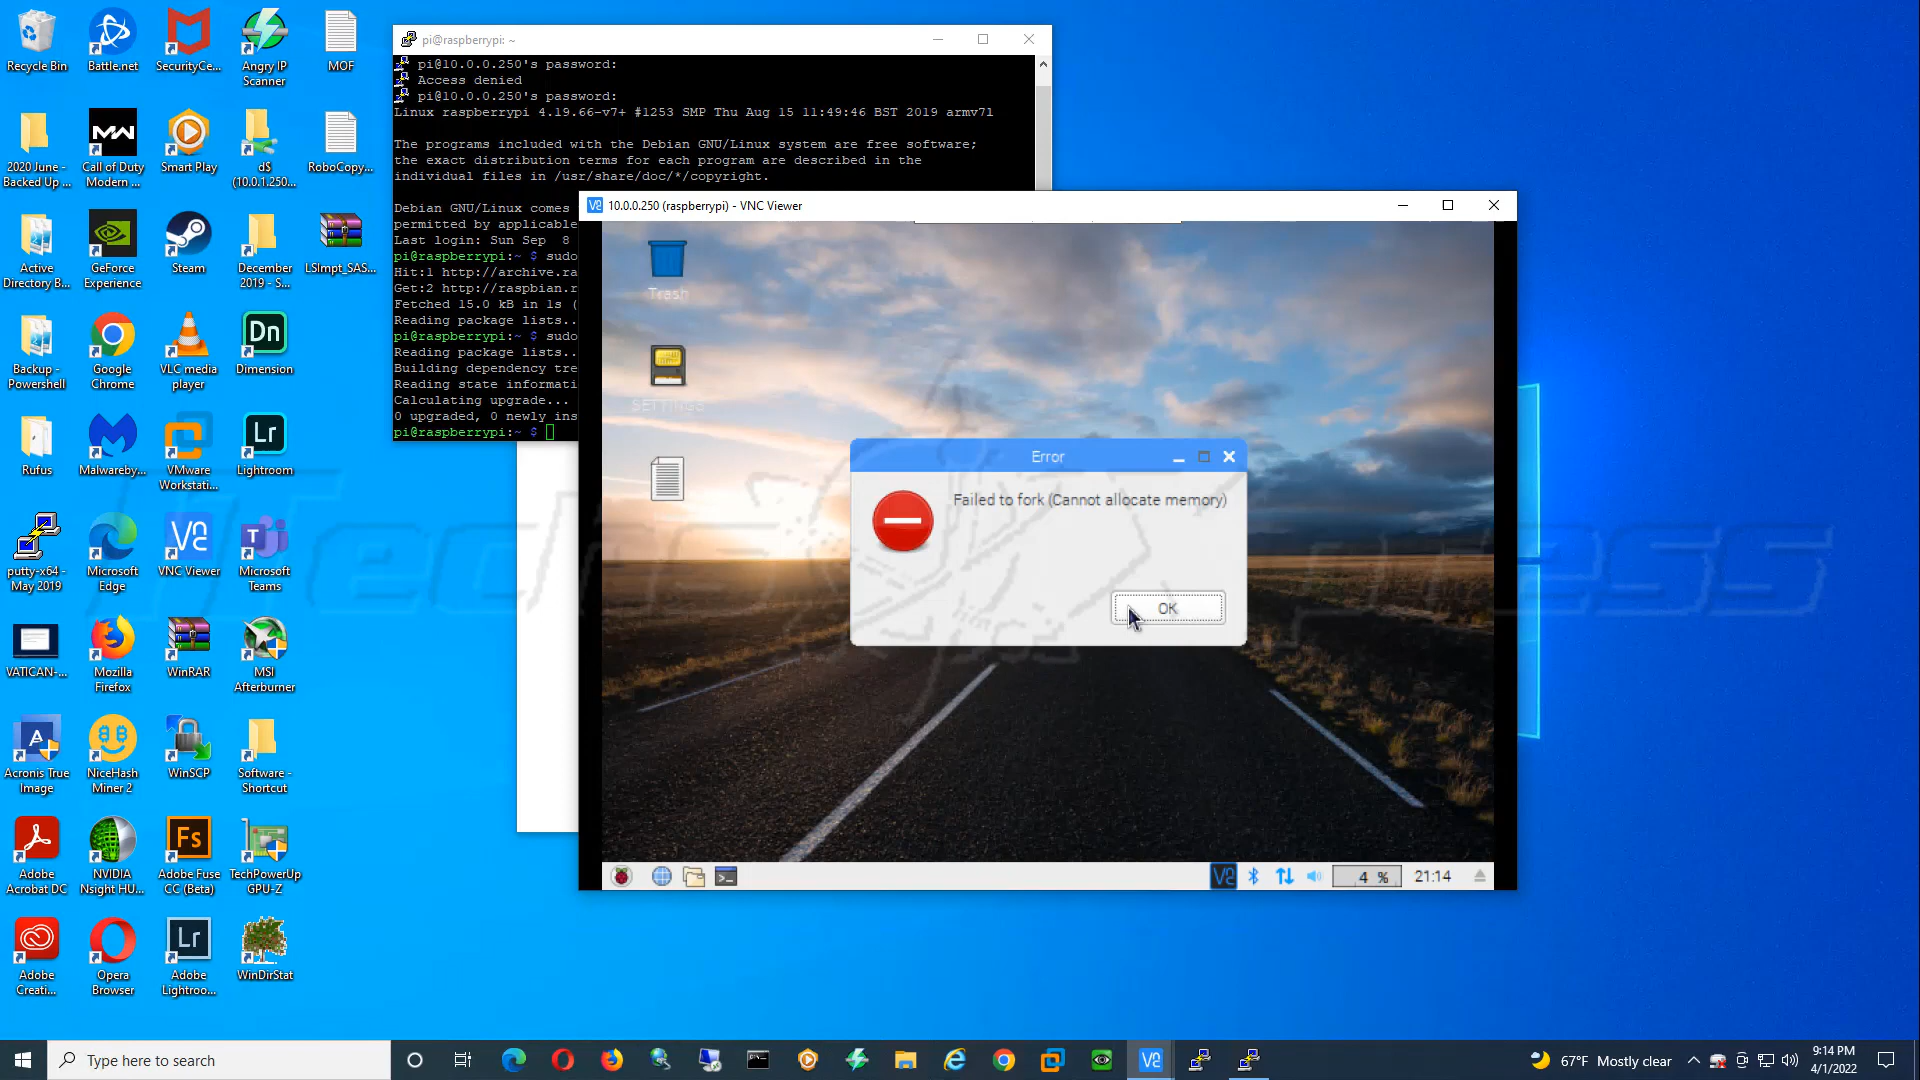 Recycle Bin
Battle.net
SecurityCe...
Angry IP
Scanner
MOF
2020 June -
Backed Up ...
Call of Duty
Modern ...
Smart Play
d$
(10.0.1.250...
RoboCopy...
Active
Directory B...
GeForce
Experience
Steam
December
2019 - S...
LSImpt_SAS...
Backup -
Powershell
Google
Chrome
VLC media
player
Dn
Dimension
Rufus
Malwareby...
VMware
Workstati...
Lr
Lightroom
putty-x64 -
May 2019
Microsoft
Edge
VNC Viewer
Microsoft
Teams
VATICAN-...
Mozilla
Firefox
WinRAR
MSI
Afterburner
Acronis True
Image
NiceHash
Miner 2
WinSCP
Software -
Shortcut
Adobe
Acrobat DC
NVIDIA
Nsight HU...
Fs
Adobe Fuse
CC (Beta)
TechPowerUp
GPU-Z
Adobe
Creati...
Opera
Browser
Lr
Adobe
Lightroo...
WinDirStat
pi@raspberrypi: ~
pi@10.0.0.250's password:
Access denied
pi@10.0.0.250's password:
Linux raspberrypi 4.19.66-v7+ #1253 SMP Thu Aug 15 11:49:46 BST 2019 armv7l
The programs included with the Debian GNU/Linux system are free software;
the exact distribution terms for each program are described in the
individual files in /usr/share/doc/*/copyright.
Debian GNU/Linux comes
permitted by applicable
Last login: Sun Sep 8
pi@raspberrypi:~ $ sudo
Hit:1 http://archive.ra
Get:2 http://raspbian.r
Fetched 15.0 kB in 1s (
Reading package lists..
pi@raspberrypi:~ $ sudo
Reading package lists..
Building dependency tre
Reading state informati
Calculating upgrade...
0 upgraded, 0 newly ins
pi@raspberrypi:~ $
10.0.0.250 (raspberrypi) - VNC Viewer
Trash
SETTINGS
Error
Failed to fork (Cannot allocate memory)
OK
4 %
21:14
Type here to search
67°F Mostly clear
9:14 PM
4/1/2022